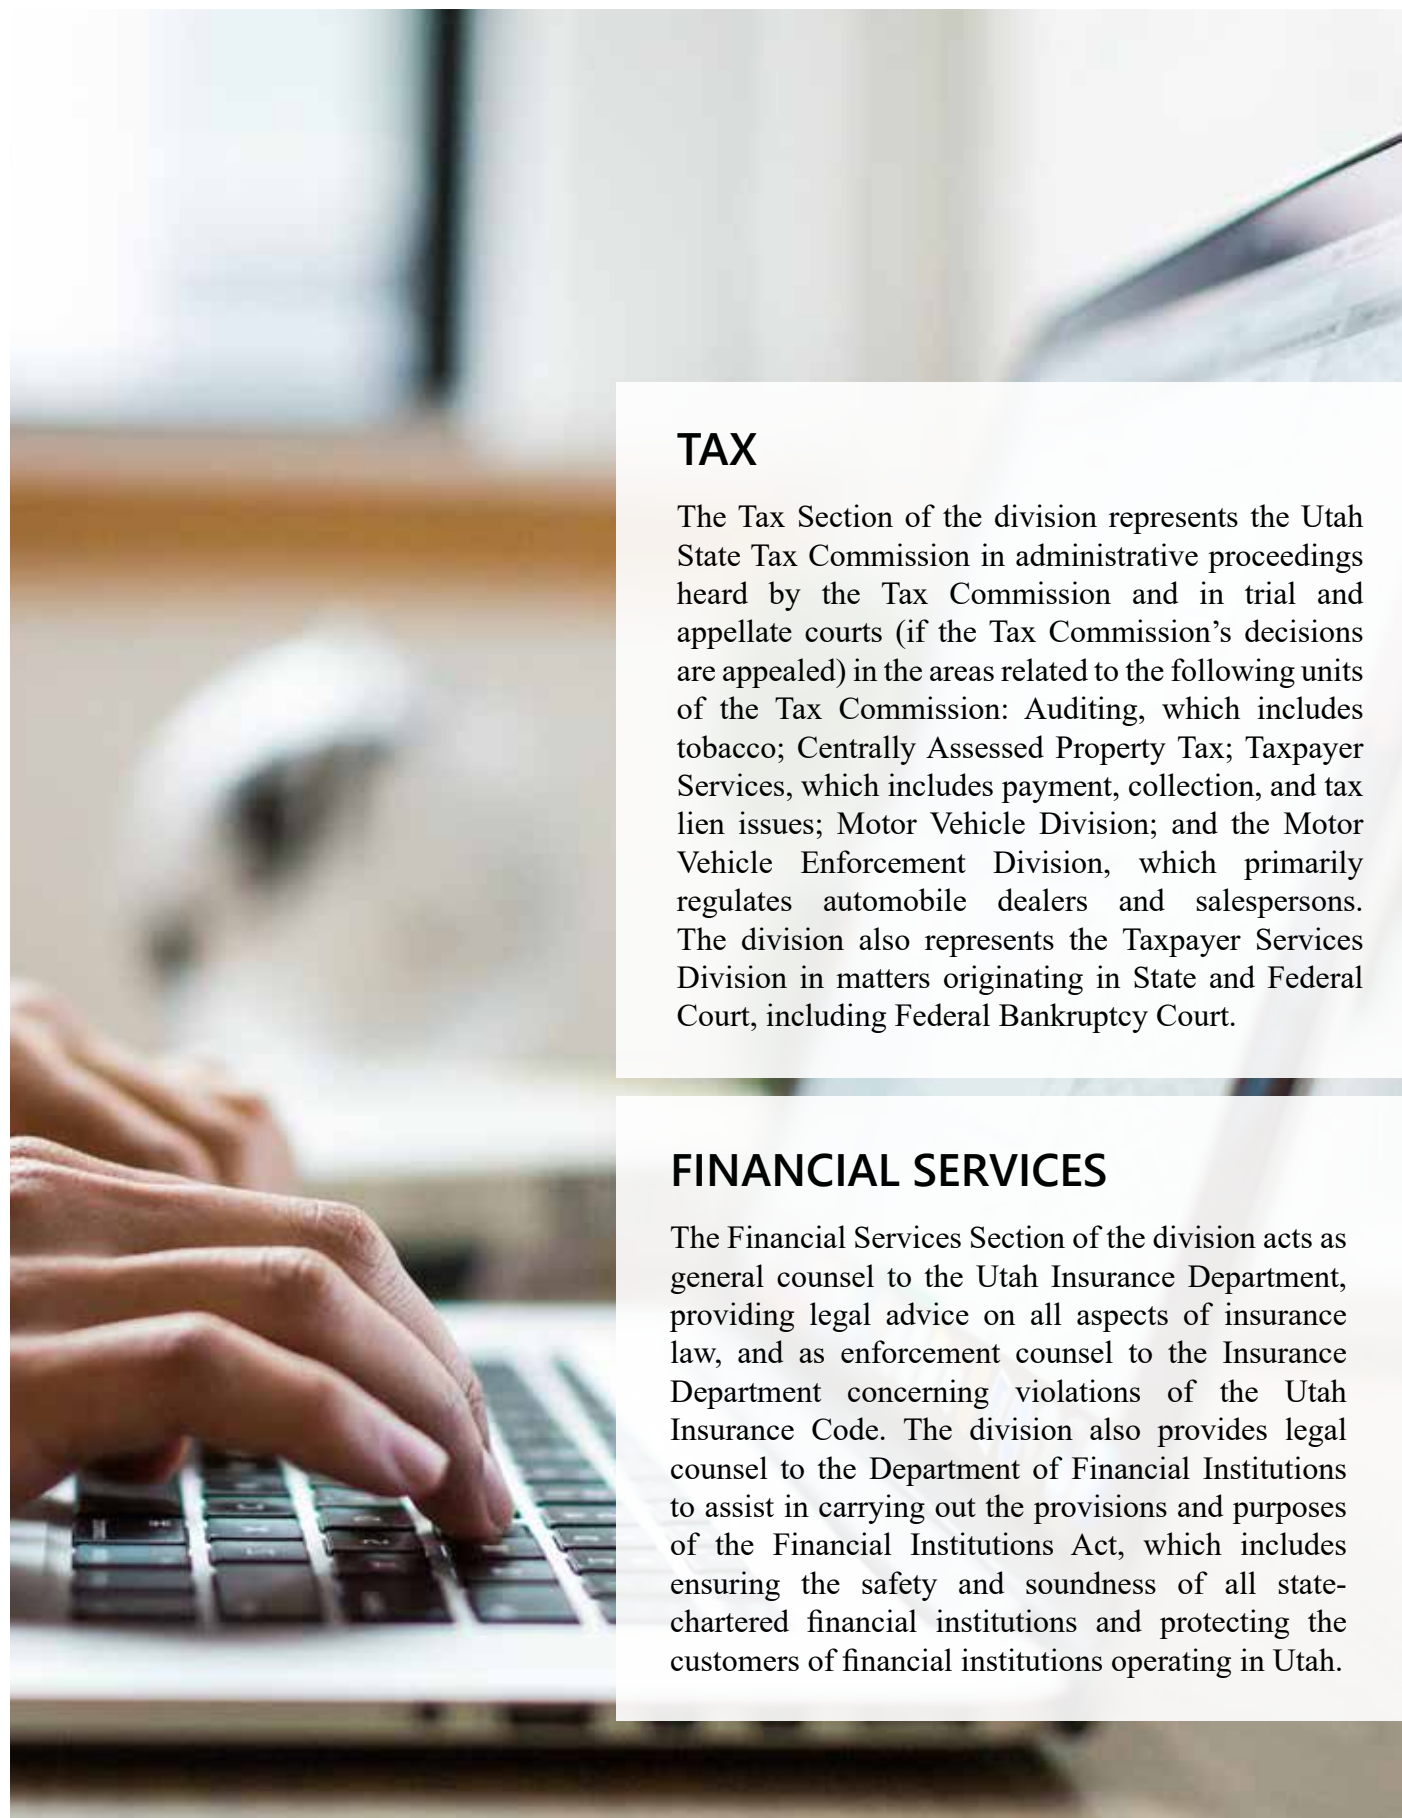 TAX
The Tax Section of the division represents the Utah
State Tax Commission in administrative proceedings
heard by the Tax Commission and in trial and
appellate courts (if the Tax Commission’s decisions
are appealed) in the areas related to the following units
of the Tax Commission: Auditing, which includes
tobacco; Centrally Assessed Property Tax; Taxpayer
Services, which includes payment, collection, and tax
lien issues; Motor Vehicle Division; and the Motor
Vehicle Enforcement Division, which primarily
regulates automobile dealers and salespersons.
The division also represents the Taxpayer Services
Division in matters originating in State and Federal
Court, including Federal Bankruptcy Court.
FINANCIAL SERVICES
The Financial Services Section of the division acts as
general counsel to the Utah Insurance Department,
providing legal advice on all aspects of insurance
law, and as enforcement counsel to the Insurance
Department concerning violations of the Utah
Insurance Code. The division also provides legal
counsel to the Department of Financial Institutions
to assist in carrying out the provisions and purposes
of the Financial Institutions Act, which includes
ensuring the safety and soundness of all state-
chartered financial institutions and protecting the
customers of financial institutions operating in Utah.